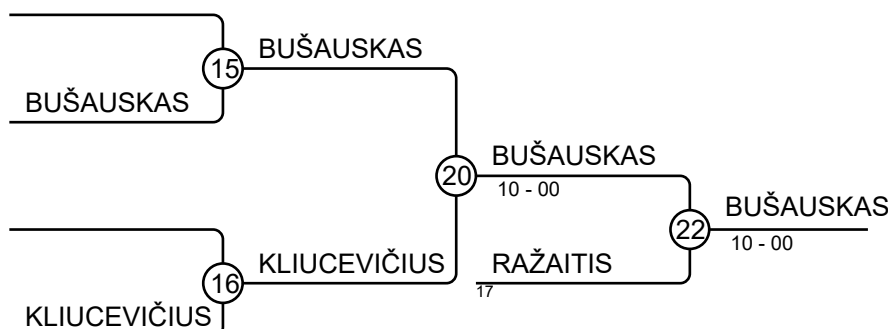 BUŠAUSKAS
15
BUŠAUSKAS
BUŠAUSKAS
20
10 - 00
BUŠAUSKAS
22
10 - 00
KLIUCEVIČIUS
RAŽAITIS
16
17
KLIUCEVIČIUS